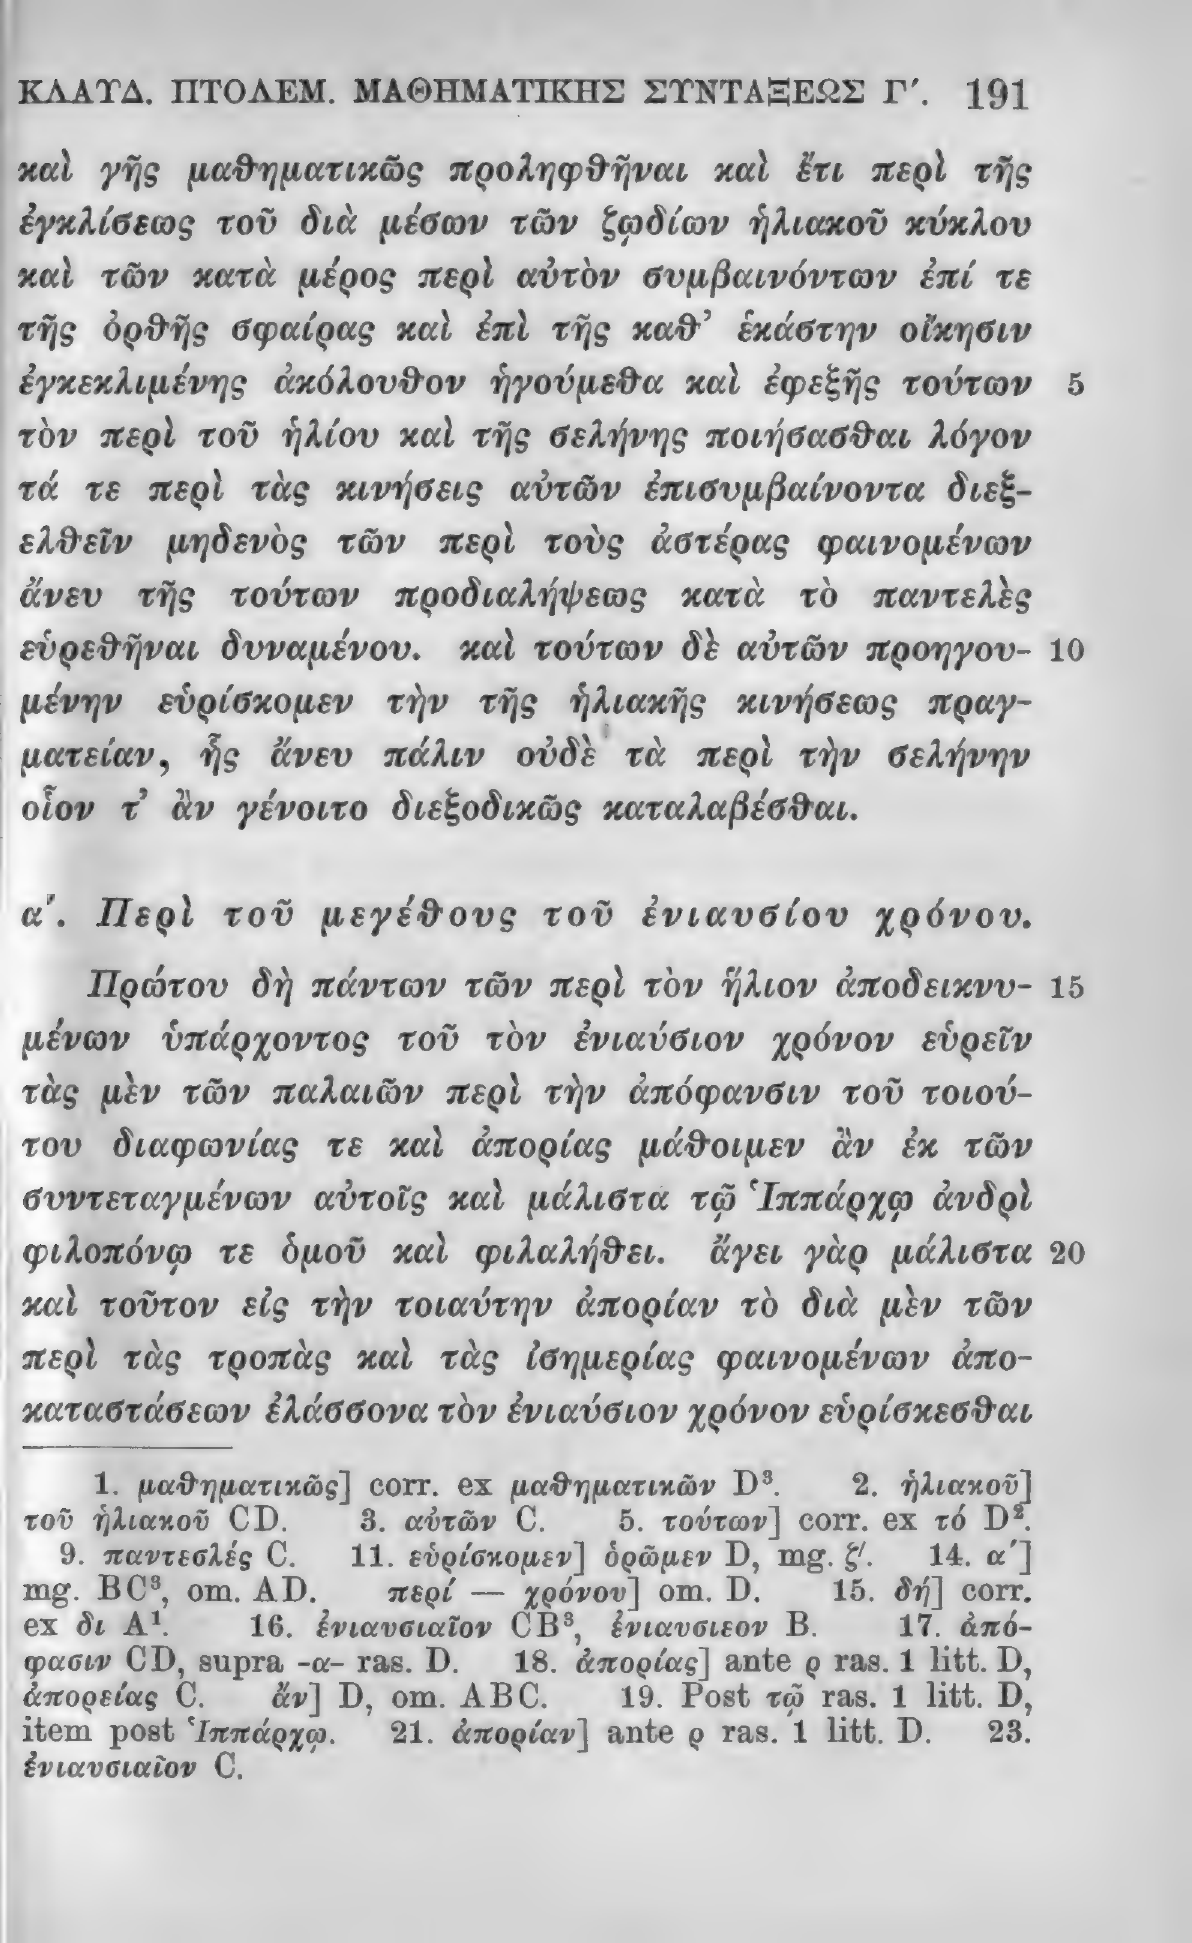 ΚΛΑΥΔ. ΠΤΟΛΕΜ. ΜΑΘΗΜΑΤΙΚΗΣ ΣΥΝΤΑΞΕΩΣ Γ΄. 191
καὶ γῆς μαθηματικῶς προληφθῆναι καὶ ἔτι περὶ τῆς
ἐγκλίσεως τοῦ διὰ μέσων τῶν ζῳδίων ἡλιακοῦ κύκλου
καὶ τῶν κατὰ μέρος περὶ αὐτὸν συμβαινόντων ἐπί τε
τῆς ὀρθῆς σφαίρας καὶ ἐπὶ τῆς καθ’ ἑκάστην οἴκησιν
ἐγκεκλιμένης ἀκόλουθον ἡγούμεθα καὶ ἐφεξῆς τούτων 5
τὸν περὶ τοῦ ἡλίου καὶ τῆς σελήνης ποιήσασθαι λόγον
τά τε περὶ τὰς κινήσεις αὐτῶν ἐπισυμβαίνοντα διεξ-
ελθεῖν μηδενὸς τῶν περὶ τοὺς ἀστέρας φαινομένων
ἄνευ τῆς τούτων προδιαλήψεως κατὰ τὸ παντελὲς
εὑρεθῆναι δυναμένου. καὶ τούτων δὲ αὐτῶν προηγου- 10
μένην εὑρίσκομεν τὴν τῆς ἡλιακῆς κινήσεως πραγ-
ματείαν, ἧς ἄνευ πάλιν οὐδὲ τὰ περὶ τὴν σελήνην
οἷον τ’ ἂν γένοιτο διεξοδικῶς καταλαβέσθαι.
α΄. Περὶ τοῦ μεγέθους τοῦ ἐνιαυσίου χρόνου.
Πρώτου δὴ πάντων τῶν περὶ τὸν ἥλιον ἀποδεικνυ- 15
μένων ὑπάρχοντος τοῦ τὸν ἐνιαύσιον χρόνον εὑρεῖν
τὰς μὲν τῶν παλαιῶν περὶ τὴν ἀπόφανσιν τοῦ τοιού-
του διαφωνίας τε καὶ ἀπορίας μάθοιμεν ἂν ἐκ τῶν
συντεταγμένων αὐτοῖς καὶ μάλιστα τῷ Ἱππάρχῳ ἀνδρὶ
φιλοπόνῳ τε ὁμοῦ καὶ φιλαλήθει. ἄγει γὰρ μάλιστα 20
καὶ τοῦτον εἰς τὴν τοιαύτην ἀπορίαν τὸ διὰ μὲν τῶν
περὶ τὰς τροπὰς καὶ τὰς ἰσημερίας φαινομένων ἀπο-
καταστάσεων ἐλάσσονα τὸν ἐνιαύσιον χρόνον εὑρίσκεσθαι
1. μαθηματικῶς] corr. ex μαθηματικῶν D³. 2. ἡλιακοῦ]
τοῦ ἡλιακοῦ CD. 3. αὐτῶν C. 5. τούτων] corr. ex τό D².
9. παντεσλές C. 11. εὑρίσκομεν] ὁρῶμεν D, mg. ζ΄. 14. α΄]
mg. BC³, om. AD. περί — χρόνου] om. D. 15. δή] corr.
ex δι A¹. 16. ἐνιαυσιαῖον CB³, ἐνιαυσιεον B. 17. ἀπό-
φασιν CD, supra -α- ras. D. 18. ἀπορίας] ante ρ ras. 1 litt. D,
ἀπορείας C. ἄν] D, om. ABC. 19. Post τῷ ras. 1 litt. D,
item post Ἱππάρχῳ. 21. ἀπορίαν] ante ρ ras. 1 litt. D. 23.
ἐνιαυσιαῖον C.